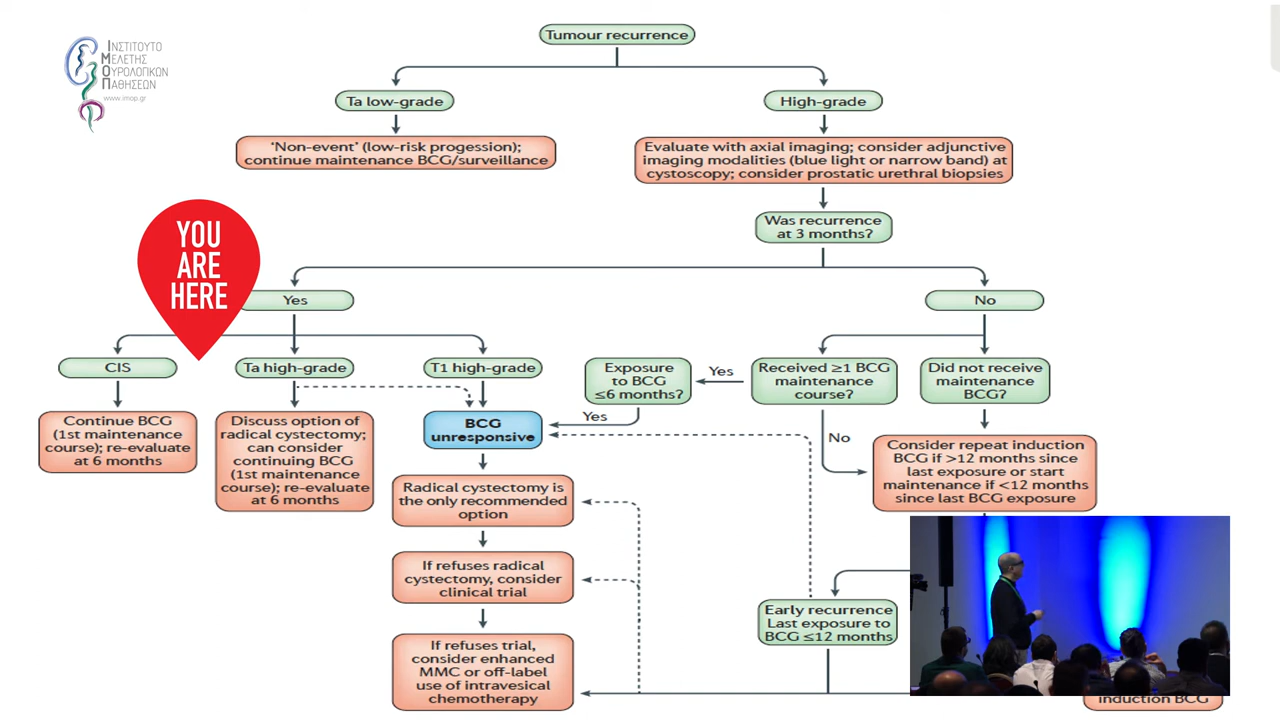 ΙΝΣΤΙΤΟΥΤΟ
ΜΕΛΕΤΗΣ
ΟΥΡΟΛΟΓΙΚΩΝ
ΠΑΘΗΣΕΩΝ
www.imop.gr
Tumour recurrence
Ta low-grade
High-grade
‘Non-event’ (low-risk progession);
continue maintenance BCG/surveillance
Evaluate with axial imaging; consider adjunctive
imaging modalities (blue light or narrow band) at
cystoscopy; consider prostatic urethral biopsies
Was recurrence
at 3 months?
YOU
ARE
HERE
Yes
No
CIS
Ta high-grade
T1 high-grade
Exposure
to BCG
≤6 months?
Yes
Received ≥1 BCG
maintenance
course?
Did not receive
maintenance
BCG?
Continue BCG
(1st maintenance
course); re-evaluate
at 6 months
Discuss option of
radical cystectomy;
can consider
continuing BCG
(1st maintenance
course); re-evaluate
at 6 months
BCG
unresponsive
Yes
No
Consider repeat induction
BCG if >12 months since
last exposure or start
maintenance if <12 months
since last BCG exposure
Radical cystectomy is
the only recommended
option
If refuses radical
cystectomy, consider
clinical trial
Early recurrence
Last exposure to
BCG ≤12 months
If refuses trial,
consider enhanced
MMC or off-label
use of intravesical
chemotherapy
induction BCG